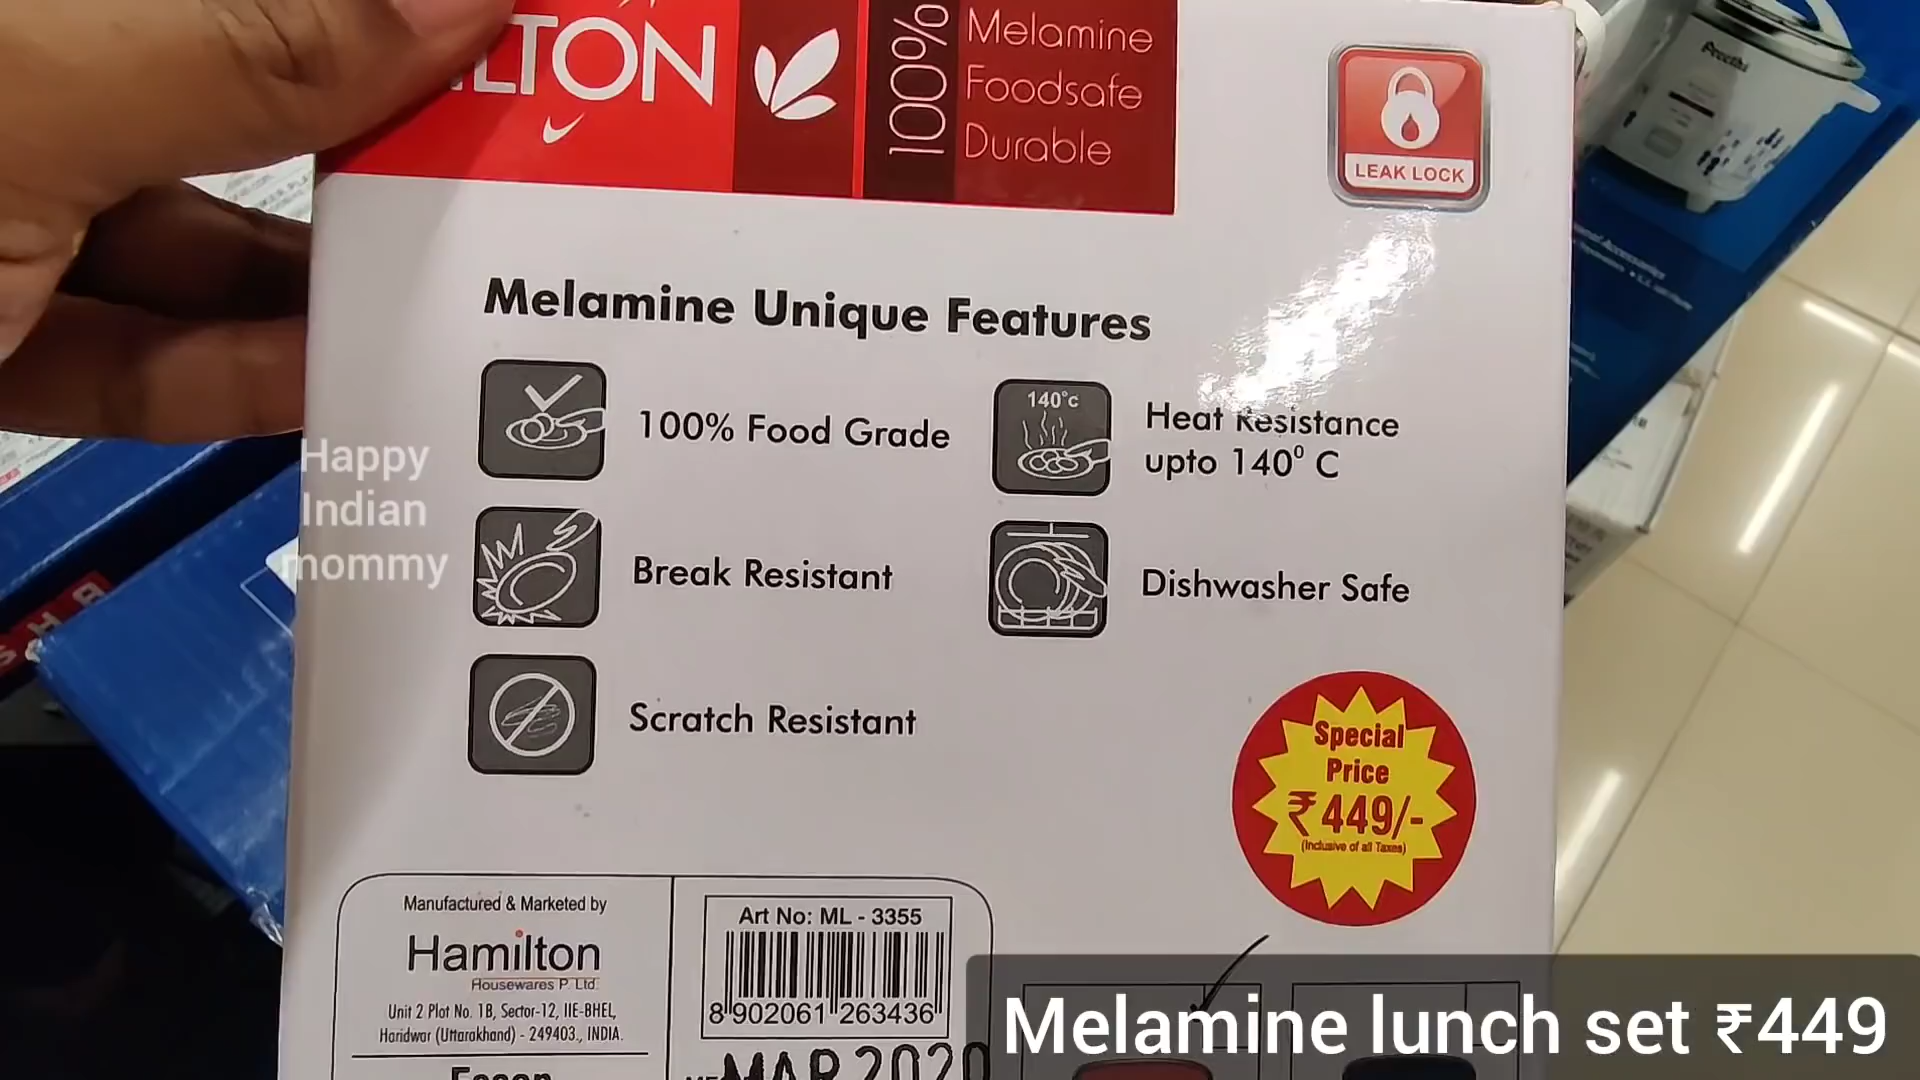 LTON
100%
Melamine
Foodsafe
Durable
LEAK LOCK
Preethi
Melamine Unique Features
100% Food Grade
140°c
Heat Resistance
upto 140⁰ C
Break Resistant
Dishwasher Safe
Scratch Resistant
Happy
Indian
mommy
Special
Price
₹449/-
(Inclusive of all Taxes)
Manufactured & Marketed by
Hamilton
Housewares P. Ltd.
Unit 2 Plot No. 1B, Sector-12, IIE-BHEL,
Haridwar (Uttarakhand) - 249403., INDIA.
Art No: ML - 3355
8 902061 263436
MAR 2020
Melamine lunch set ₹449